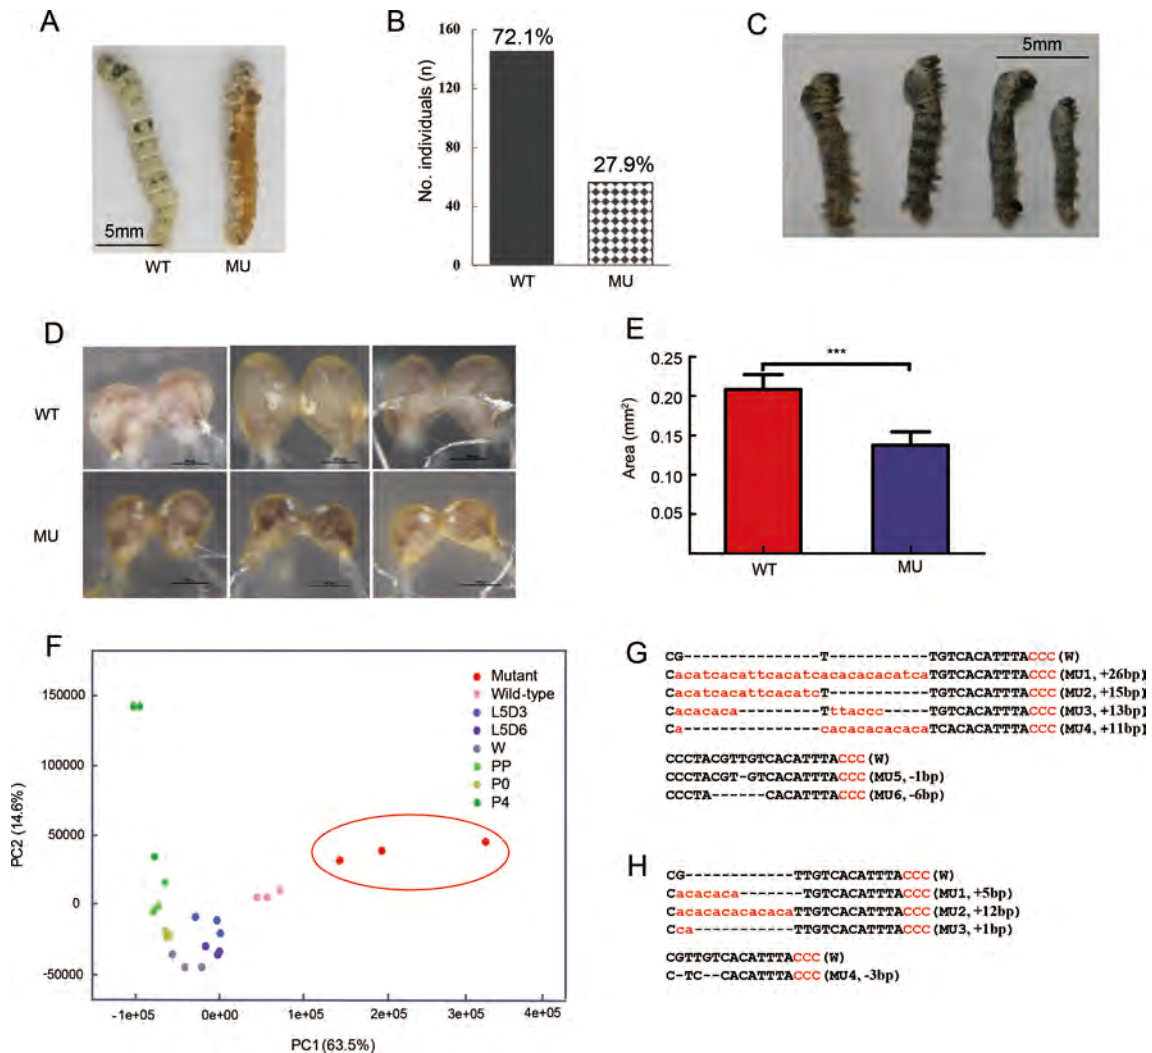 A
5mm
WT MU
B
No. individuals (n)
160
120
80
40
0
72.1%
27.9%
WT MU
C
5mm
D
WT
MU
E
Area (mm²)
0.25
0.20
0.15
0.10
0.05
***
WT MU
F
PC2 (14.6%)
150000
100000
50000
0
-50000
Mutant
Wild-type
L5D3
L5D6
W
PP
P0
P4
-1e+05 0e+00 1e+05 2e+05 3e+05 4e+05
PC1(63.5%)
G
CG--------------T----------TGTCACATTTACCC(W)
CacatcacattcacatcacacacacatcaTGTCACATTTACCC(MU1, +26bp)
CacatcacattcacatcT----------TGTCACATTTACCC(MU2, +15bp)
Cacacaca--------Tttaccc-----TGTCACATTTACCC(MU3, +13bp)
Ca--------------cacacacacacaTGTCACATTTACCC(MU4, +11bp)
CCCTACGTTGTCACATTTACCC(W)
CCCTACGT-GTCACATTTACCC(MU5, -1bp)
CCCTA------CACATTTACCC(MU6, -6bp)
H
CG------------TTGTCACATTTACCC(W)
Cacacaca-------TGTCACATTTACCC(MU1, +5bp)
CacacacacacacaTTGTCACATTTACCC(MU2, +12bp)
Cca-----------TTGTCACATTTACCC(MU3, +1bp)
CGTTGTCACATTTACCC(W)
C-TC--CACATTTACCC(MU4, -3bp)